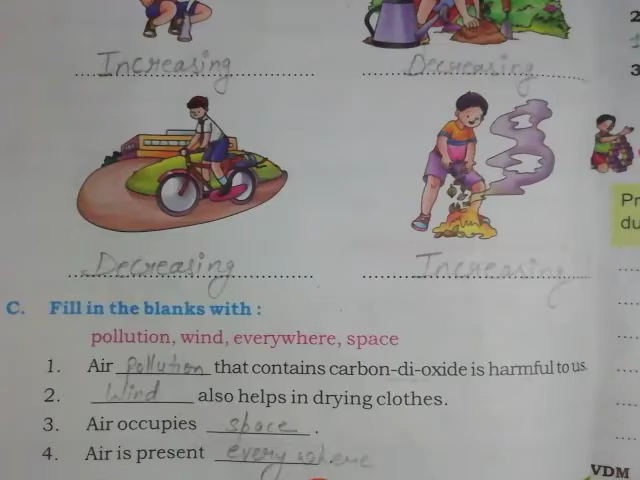 Increasing
Decreasing
Decreasing
Increasing
C. Fill in the blanks with :
pollution, wind, everywhere, space
1. Air pollution that contains carbon-di-oxide is harmful to us.
2. Wind also helps in drying clothes.
3. Air occupies space .
4. Air is present every where
2
3
Pr
du
VDM